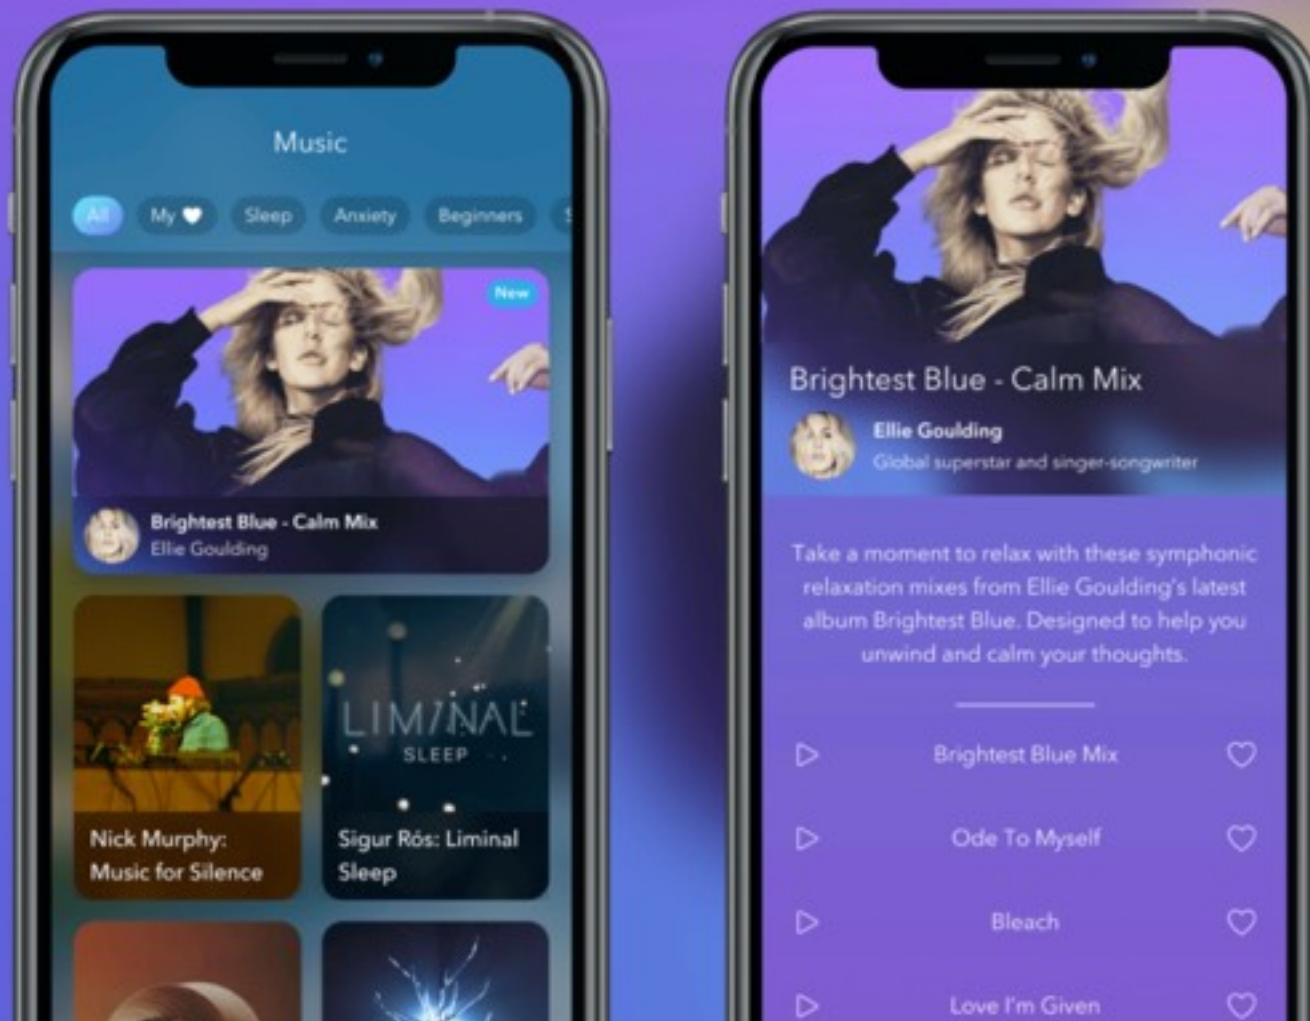 Music
All
My
Sleep
Anxiety
Beginners
New
Brightest Blue - Calm Mix
Ellie Goulding
LIMINAL
SLEEP
Nick Murphy:
Music for Silence
Sigur Rós: Liminal
Sleep
Brightest Blue - Calm Mix
Ellie Goulding
Global superstar and singer-songwriter
Take a moment to relax with these symphonic
relaxation mixes from Ellie Goulding's latest
album Brightest Blue. Designed to help you
unwind and calm your thoughts.
Brightest Blue Mix
Ode To Myself
Bleach
Love I'm Given